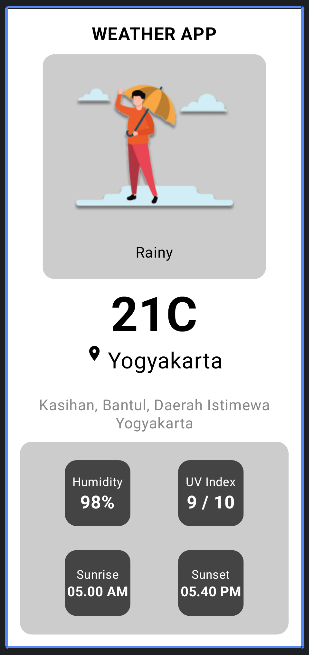 WEATHER APP
Rainy
21C
Yogyakarta
Kasihan, Bantul, Daerah Istimewa
Yogyakarta
Humidity UV Index
98% 9 / 10
Sunrise Sunset
05.00 AM 05.40 PM